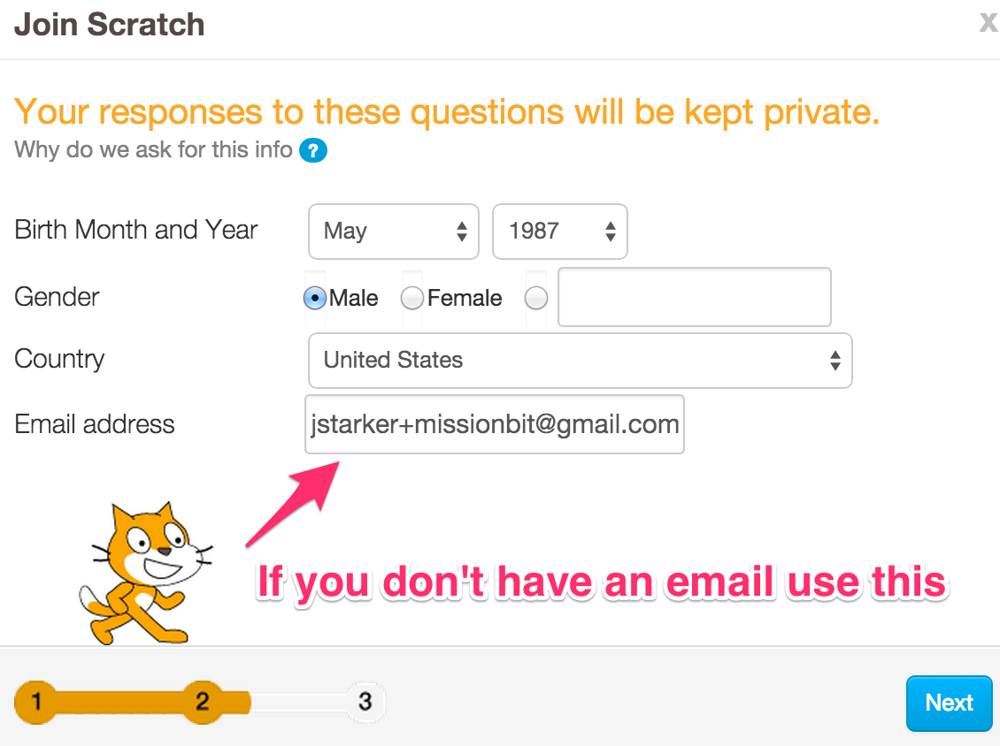 Join Scratch
X
Your responses to these questions will be kept private.
Why do we ask for this info ?
Birth Month and Year May 1987
Gender Male Female
Country United States
Email address jstarker+missionbit@gmail.com
If you don't have an email use this
1 2 3
Next